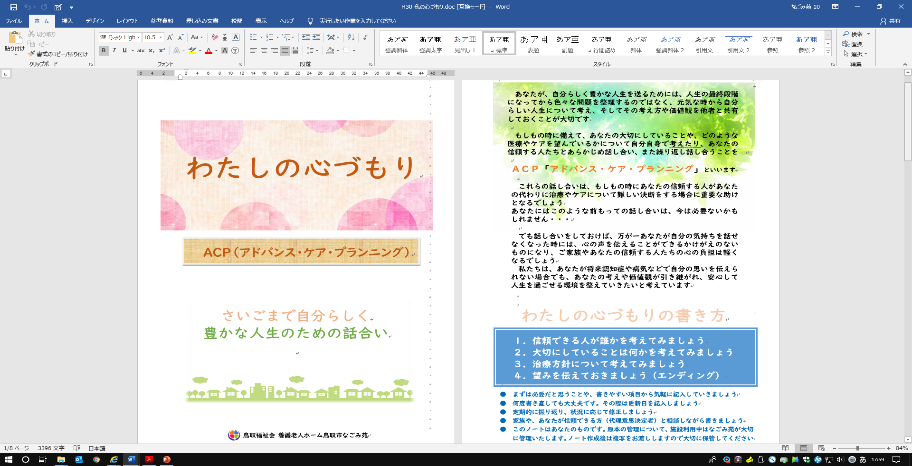 H30 心のづもり.doc [互換モード] - Word
ファイル ホーム 挿入 デザイン レイアウト 参考資料 差し込み文書 校閲 表示 ヘルプ 実行したい作業を入力してください
共有
貼り付け
切り取り
コピー
書式のコピー/貼り付け
クリップボード
フォント
段落
スタイル
編集
検索
置換
選択
わたしの心づもり
ACP(アドバンス・ケア・プランニング)
さいごまで自分らしく
豊かな人生のための話合い
鳥取福祉会 養護老人ホーム鳥取市なごみ苑
あなたが、自分らしく豊かな人生を送るためには、人生の最終段階
になってから色々な問題を整理するのではなく、元気な時から自分
らしい人生について考え、そしてその考え方や価値観を他者と共有
しておくことが大切です。
もしもの時に備えて、あなたの大切にしていることや、どのような
医療やケアを望んでいるかについて自分自身で考えたり、あなたの
信頼する人たちとあらかじめ話し合い、また繰り返し話し合うことを
ACP「アドバンス・ケア・プランニング」といいます。
これらの話し合いは、もしもの時にあなたの信頼する人があなた
の代わりに治療やケアについて難しい決断をする場合に重要な助け
となるでしょう。
あなたにはこのような前もっての話し合いは、今は必要ないかも
しれません・・・
でも話し合いをしておけば、万が一あなたが自分の気持ちを話せ
なくなった時には、心の声を伝えることができるかけがえのない
ものになり、ご家族やあなたの信頼する人たちの心の負担は軽く
なるでしょう。
私たちは、あなたが将来認知症や病気などで自分の思いを伝えら
れない場合でも、あなたの考えや価値観が引き継がれ、安心して
人生を過ごせる環境を整えていきたいと考えています。
わたしの心づもりの書き方
1.信頼できる人が誰かを考えてみましょう
2.大切にしていることは何かを考えてみましょう
3.治療方針について考えてみましょう
4.望みを伝えておきましょう(エンディング)
● まずは必要だと思うことや、書きやすい項目から気軽に記入していきましょう
● 何度書き直しても大丈夫です。その際は更新日を記入しましょう
● 定期的に振り返り、状況に応じて修正しましょう
● 家族や、あなたが信頼できる方(代理意思決定者)と相談しながら書きましょう
● このノートはあなたのものです。原本の管理について、施設利用中はなごみ苑が大切
に管理いたします。ノート作成後は複写をお渡ししますので大切に保管してください
1/8 ページ 3396 文字 日本語
84%